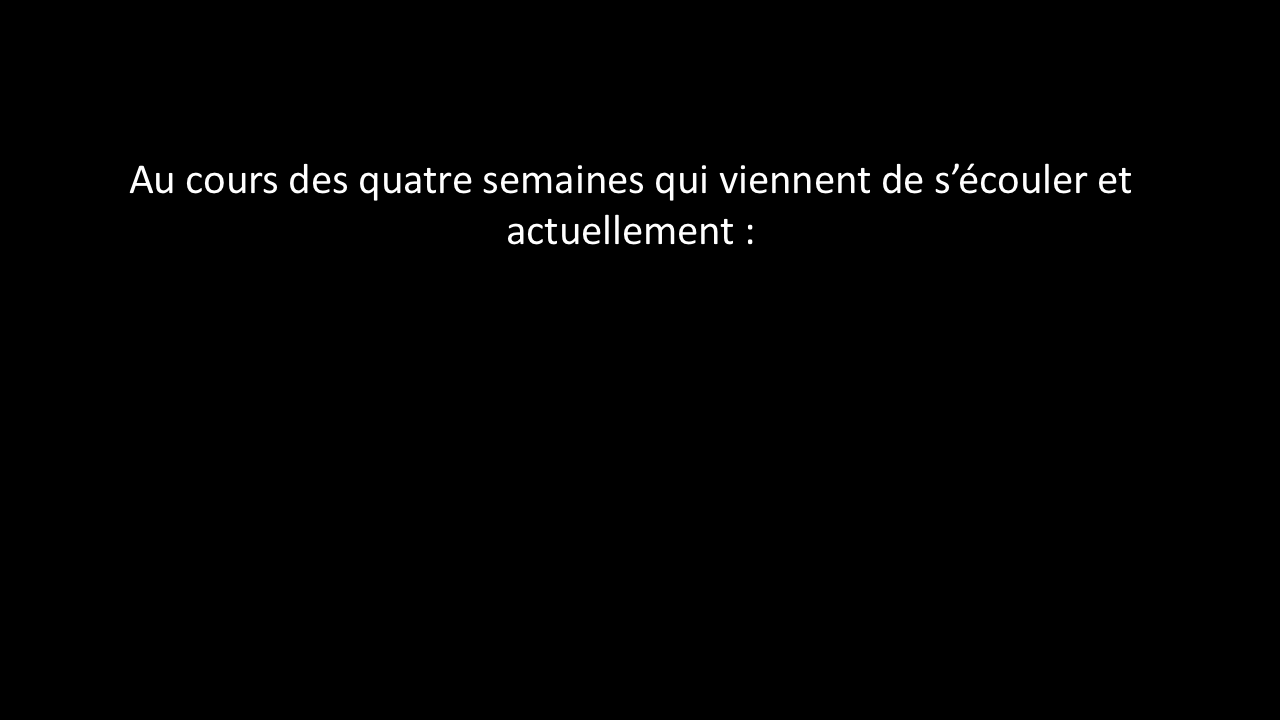 Au cours des quatre semaines qui viennent de s’écouler et
actuellement :